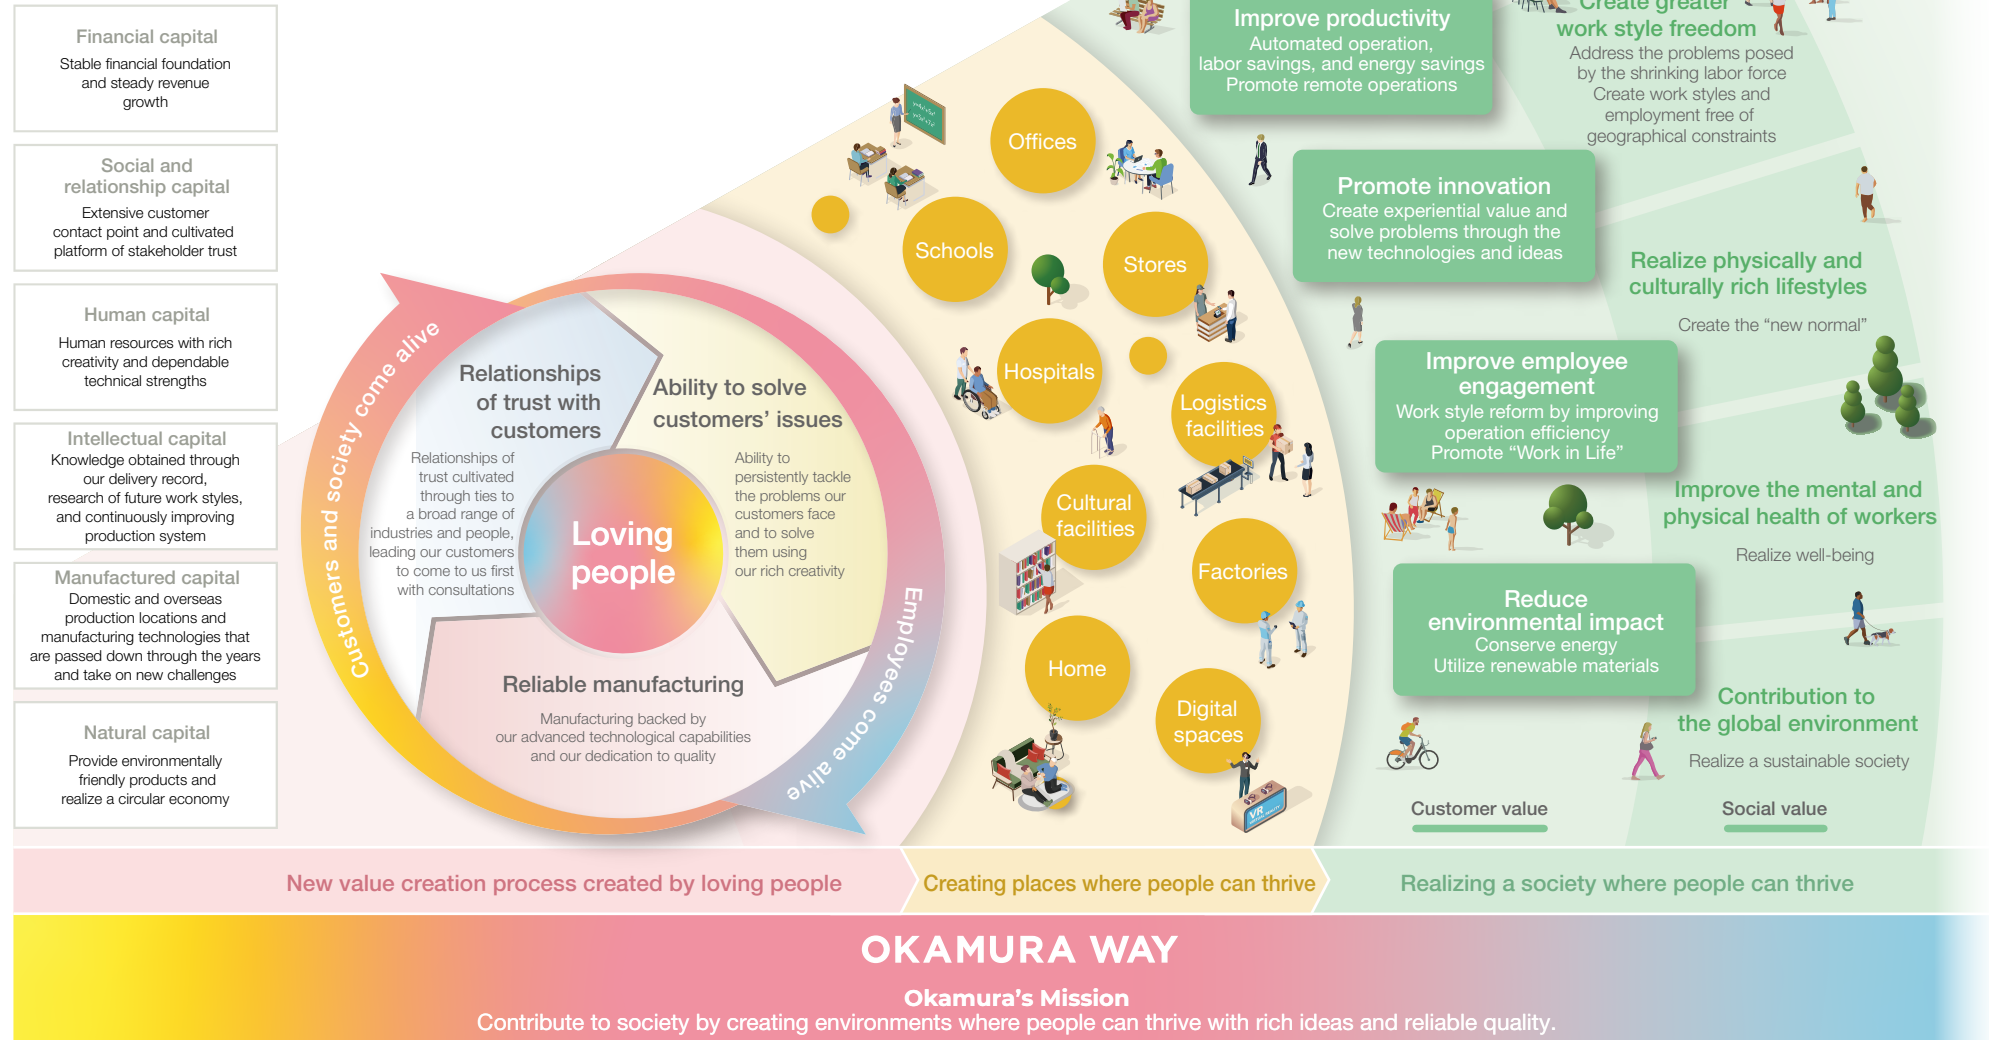 Financial capital
Stable financial foundation
and steady revenue
growth
Social and
relationship capital
Extensive customer
contact point and cultivated
platform of stakeholder trust
Human capital
Human resources with rich
creativity and dependable
technical strengths
Intellectual capital
Knowledge obtained through
our delivery record,
research of future work styles,
and continuously improving
production system
Manufactured capital
Domestic and overseas
production locations and
manufacturing technologies that
are passed down through the years
and take on new challenges
Natural capital
Provide environmentally
friendly products and
realize a circular economy
Customers and society come alive
Employees come alive
Relationships
of trust with
customers
Relationships of
trust cultivated
through ties to
a broad range of
industries and people,
leading our customers
to come to us first
with consultations
Ability to solve
customers' issues
Ability to
persistently tackle
the problems our
customers face
and to solve
them using
our rich creativity
Loving
people
Reliable manufacturing
Manufacturing backed by
our advanced technological capabilities
and our dedication to quality
Offices
Schools
Stores
Hospitals
Logistics
facilities
Cultural
facilities
Factories
Home
Digital
spaces
VR
Improve productivity
Automated operation,
labor savings, and energy savings
Promote remote operations
Promote innovation
Create experiential value and
solve problems through the
new technologies and ideas
Improve employee
engagement
Work style reform by improving
operation efficiency
Promote “Work in Life”
Reduce
environmental impact
Conserve energy
Utilize renewable materials
Customer value
Create greater
work style freedom
Address the problems posed
by the shrinking labor force
Create work styles and
employment free of
geographical constraints
Realize physically and
culturally rich lifestyles
Create the “new normal”
Improve the mental and
physical health of workers
Realize well-being
Contribution to
the global environment
Realize a sustainable society
Social value
New value creation process created by loving people
Creating places where people can thrive
Realizing a society where people can thrive
OKAMURA WAY
Okamura's Mission
Contribute to society by creating environments where people can thrive with rich ideas and reliable quality.